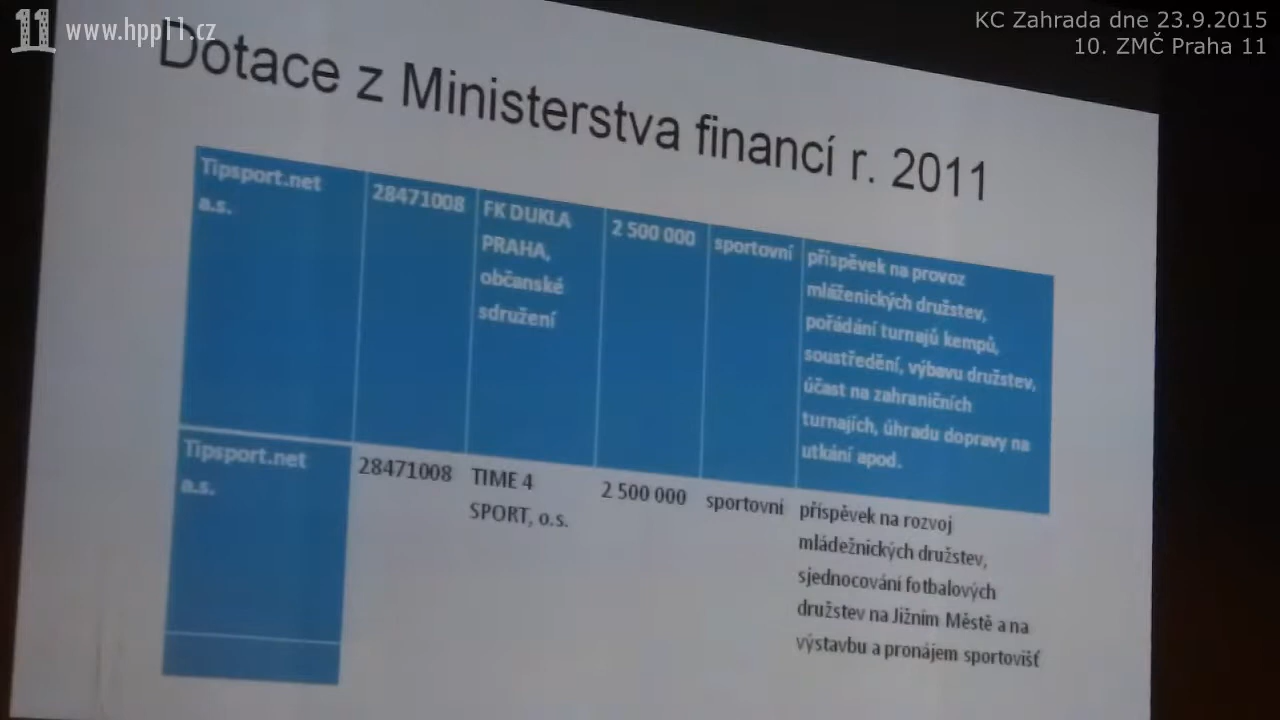 11 www.hpp11.cz
KC Zahrada dne 23.9.2015
10. ZMČ Praha 11
Dotace z Ministerstva financí r. 2011
Tipsport.net
a.s.
28471008
FK DUKLA
PRAHA,
občanské
sdružení
2 500 000
sportovní
příspěvek na provoz
mláženických družstev,
pořádání turnajů kempů,
soustředění, výbavu družstev,
účast na zahraničních
turnajích, úhradu dopravy na
utkání apod.
Tipsport.net
a.s.
28471008
TIME 4
SPORT, o.s.
2 500 000
sportovní
příspěvek na rozvoj
mládežnických družstev,
sjednocování fotbalových
družstev na Jižním Městě a na
výstavbu a pronájem sportovišť